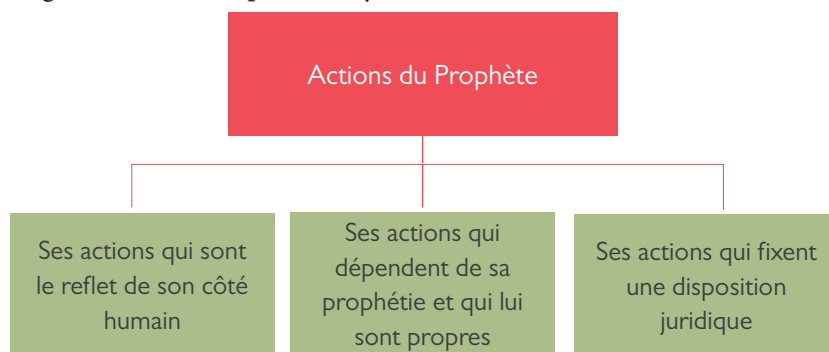 Actions du Prophète
Ses actions qui sont
le reflet de son côté
humain
Ses actions qui
dépendent de sa
prophétie et qui lui
sont propres
Ses actions qui fixent
une disposition
juridique